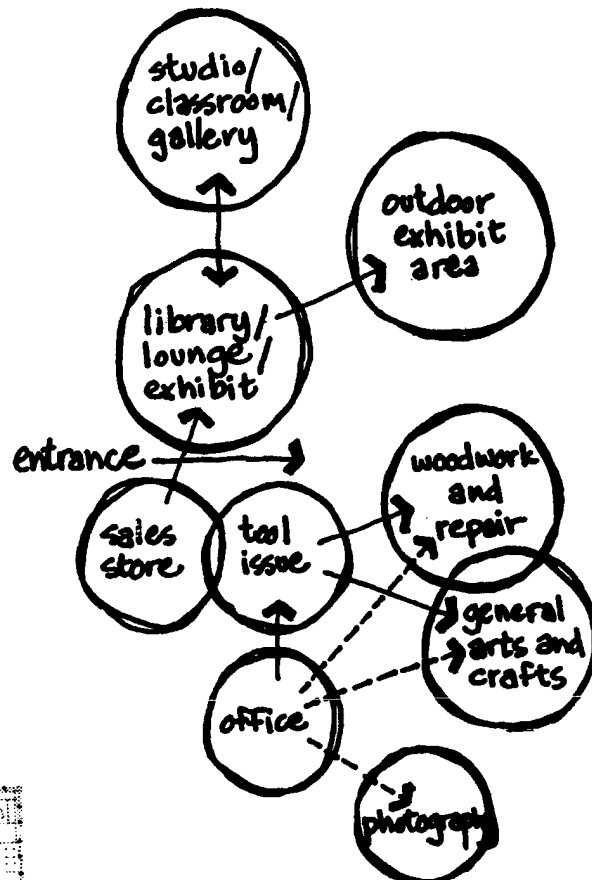 studio/
classroom/
gallery
outdoor
exhibit
area
library/
lounge/
exhibit
entrance
woodwork
and
repair
sales
store
tool
issue
general
arts and
crafts
office
photograph